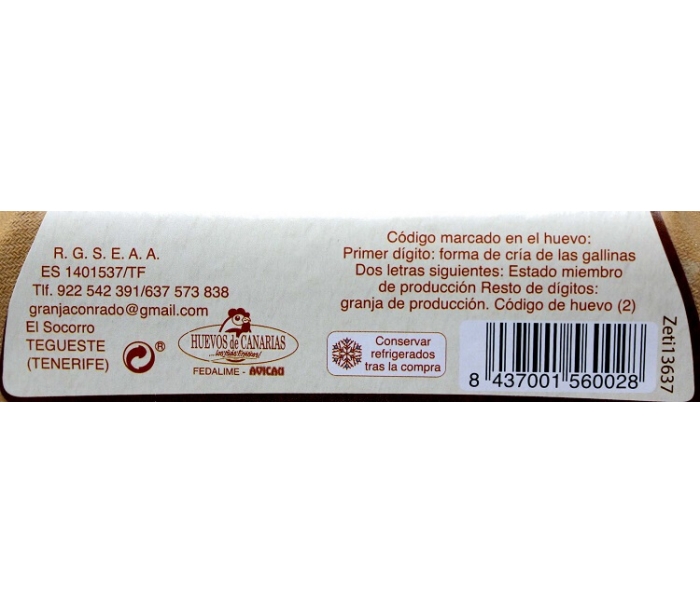 R. G. S. E. A. A.
ES 1401537/TF
Tlf. 922 542 391/637 573 838
granjaconrado@gmail.com
El Socorro
TEGUESTE
(TENERIFE)
®
HUEVOS de CANARIAS
FEDALIME - AVICAN
Código marcado en el huevo:
Primer dígito: forma de cría de las gallinas
Dos letras siguientes: Estado miembro
de producción Resto de dígitos:
granja de producción. Código de huevo (2)
Conservar
refrigerados
tras la compra
8 437001 560028
Zeti13637